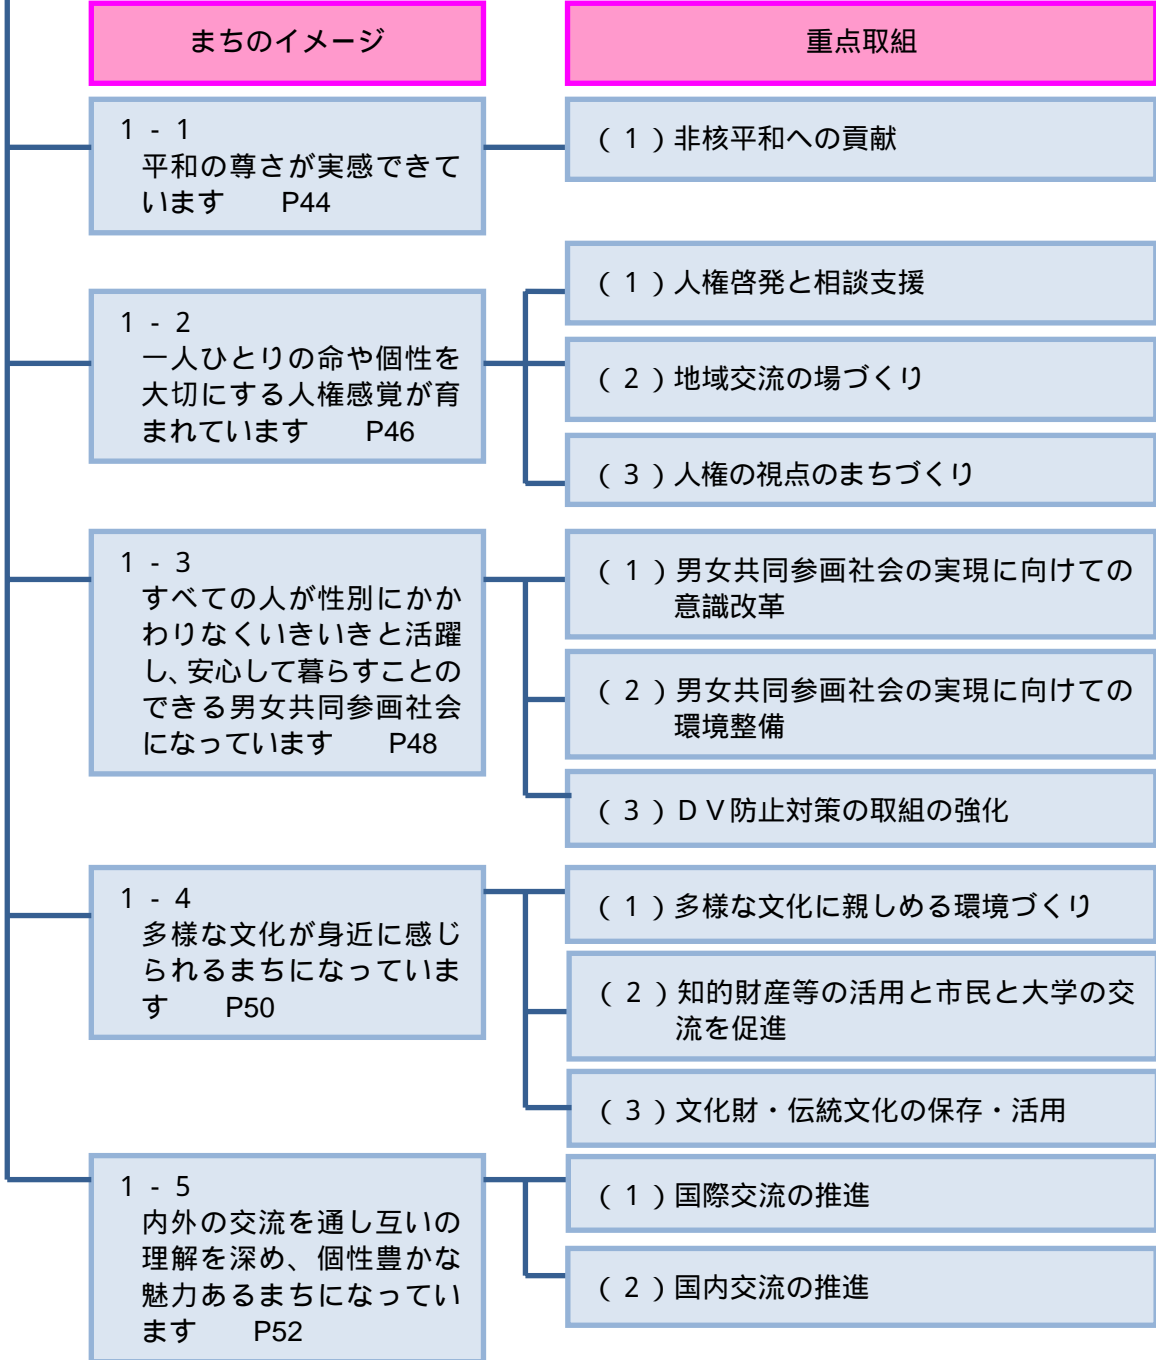 まちのイメージ
重点取組
1 - 1
平和の尊さが実感できて
います　　P44
(1)非核平和への貢献
1 - 2
一人ひとりの命や個性を
大切にする人権感覚が育
まれています　　P46
(1)人権啓発と相談支援
(2)地域交流の場づくり
(3)人権の視点のまちづくり
1 - 3
すべての人が性別にかか
わりなくいきいきと活躍
し、安心して暮らすことの
できる男女共同参画社会
になっています　　P48
(1)男女共同参画社会の実現に向けての
意識改革
(2)男女共同参画社会の実現に向けての
環境整備
(3)DV防止対策の取組の強化
1 - 4
多様な文化が身近に感じ
られるまちになっていま
す　　P50
(1)多様な文化に親しめる環境づくり
(2)知的財産等の活用と市民と大学の交
流を促進
(3)文化財・伝統文化の保存・活用
1 - 5
内外の交流を通し互いの
理解を深め、個性豊かな
魅力あるまちになってい
ます　　P52
(1)国際交流の推進
(2)国内交流の推進